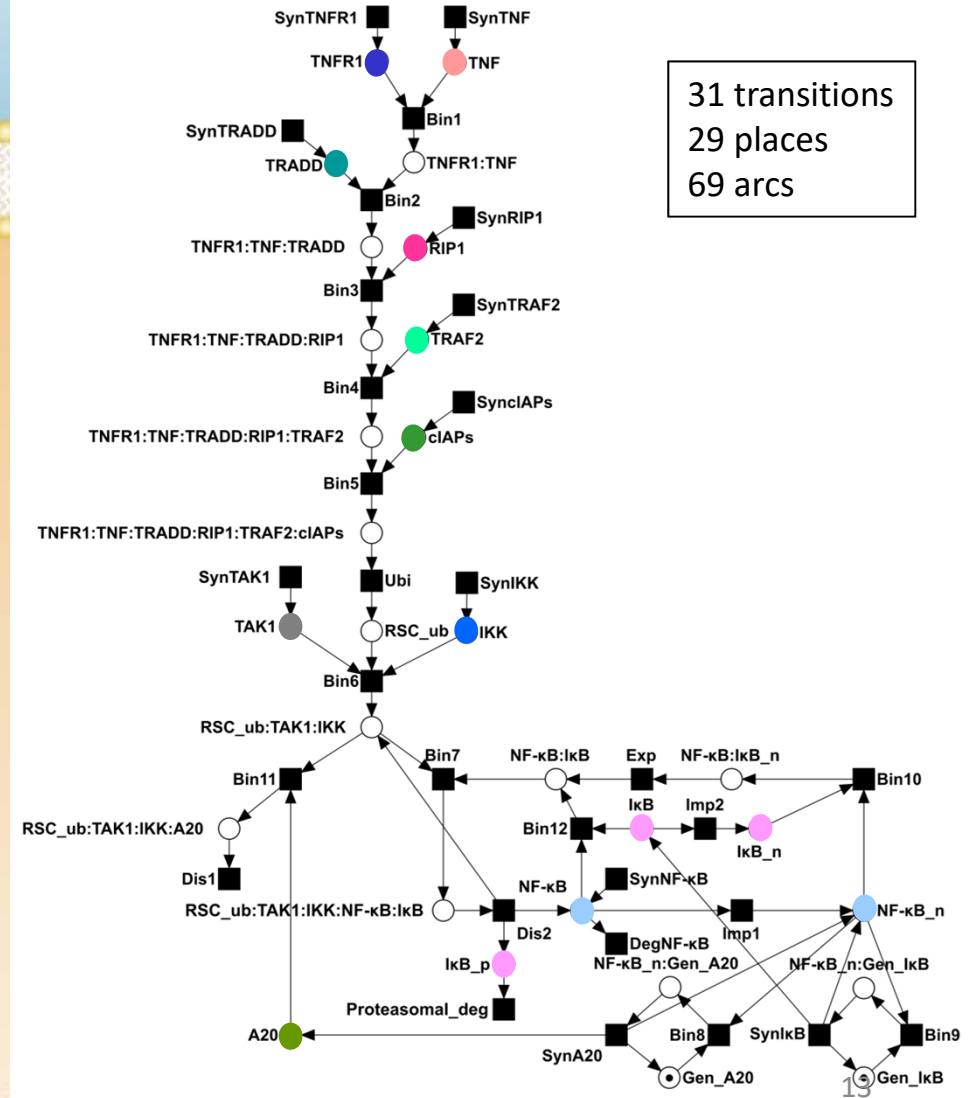 SynTNFR1
SynTNF
TNFR1
TNF
31 transitions
29 places
69 arcs
Bin1
SynTRADD
TRADD
TNFR1:TNF
Bin2
SynRIP1
TNFR1:TNF:TRADD
RIP1
Bin3
SynTRAF2
TNFR1:TNF:TRADD:RIP1
TRAF2
Bin4
SyncIAPs
TNFR1:TNF:TRADD:RIP1:TRAF2
cIAPs
Bin5
TNFR1:TNF:TRADD:RIP1:TRAF2:cIAPs
SynTAK1
Ubi
SynIKK
TAK1
RSC_ub
IKK
Bin6
RSC_ub:TAK1:IKK
Bin7
NF-κB:IκB
Exp
NF-κB:IκB_n
Bin11
Bin10
IκB
Imp2
RSC_ub:TAK1:IKK:A20
Bin12
IκB_n
Dis1
SynNF-κB
NF-κB
RSC_ub:TAK1:IKK:NF-κB:IκB
NF-κB_n
Dis2
Imp1
DegNF-κB
IκB_p
NF-κB_n:Gen_A20
NF-κB_n:Gen_IκB
Proteasomal_deg
A20
SynA20
Bin8
SynIκB
Bin9
Gen_A20
Gen_IκB
13